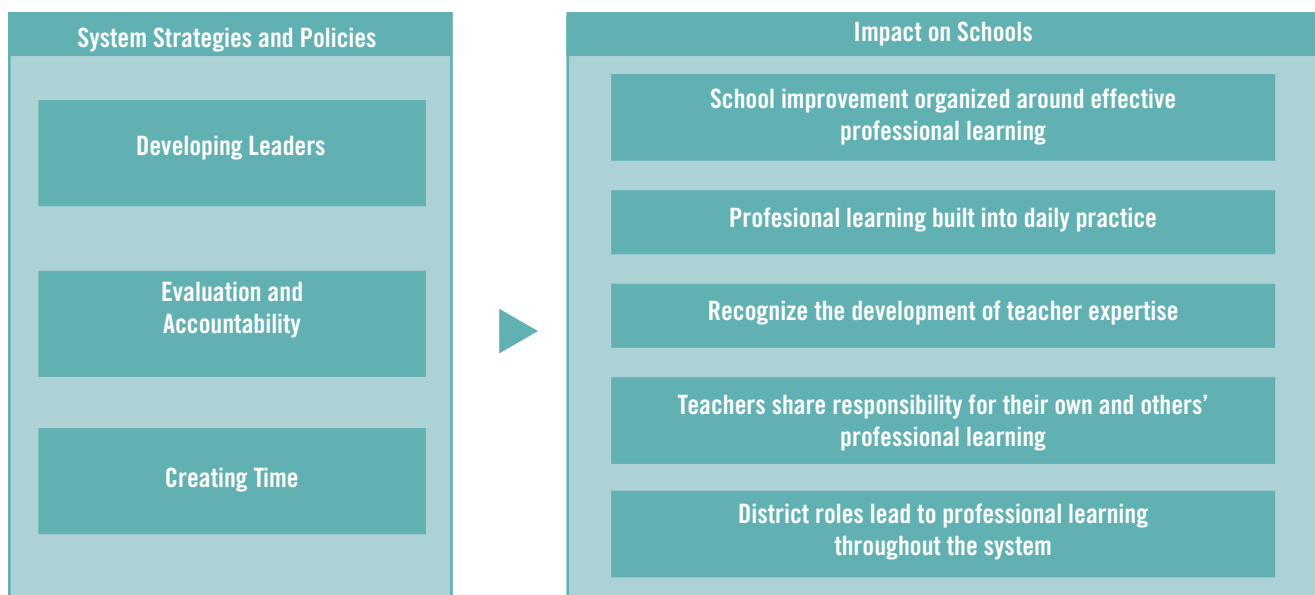 System Strategies and Policies
Developing Leaders
Evaluation and
Accountability
Creating Time
Impact on Schools
School improvement organized around effective
professional learning
Profesional learning built into daily practice
Recognize the development of teacher expertise
Teachers share responsibility for their own and others’
professional learning
District roles lead to professional learning
throughout the system